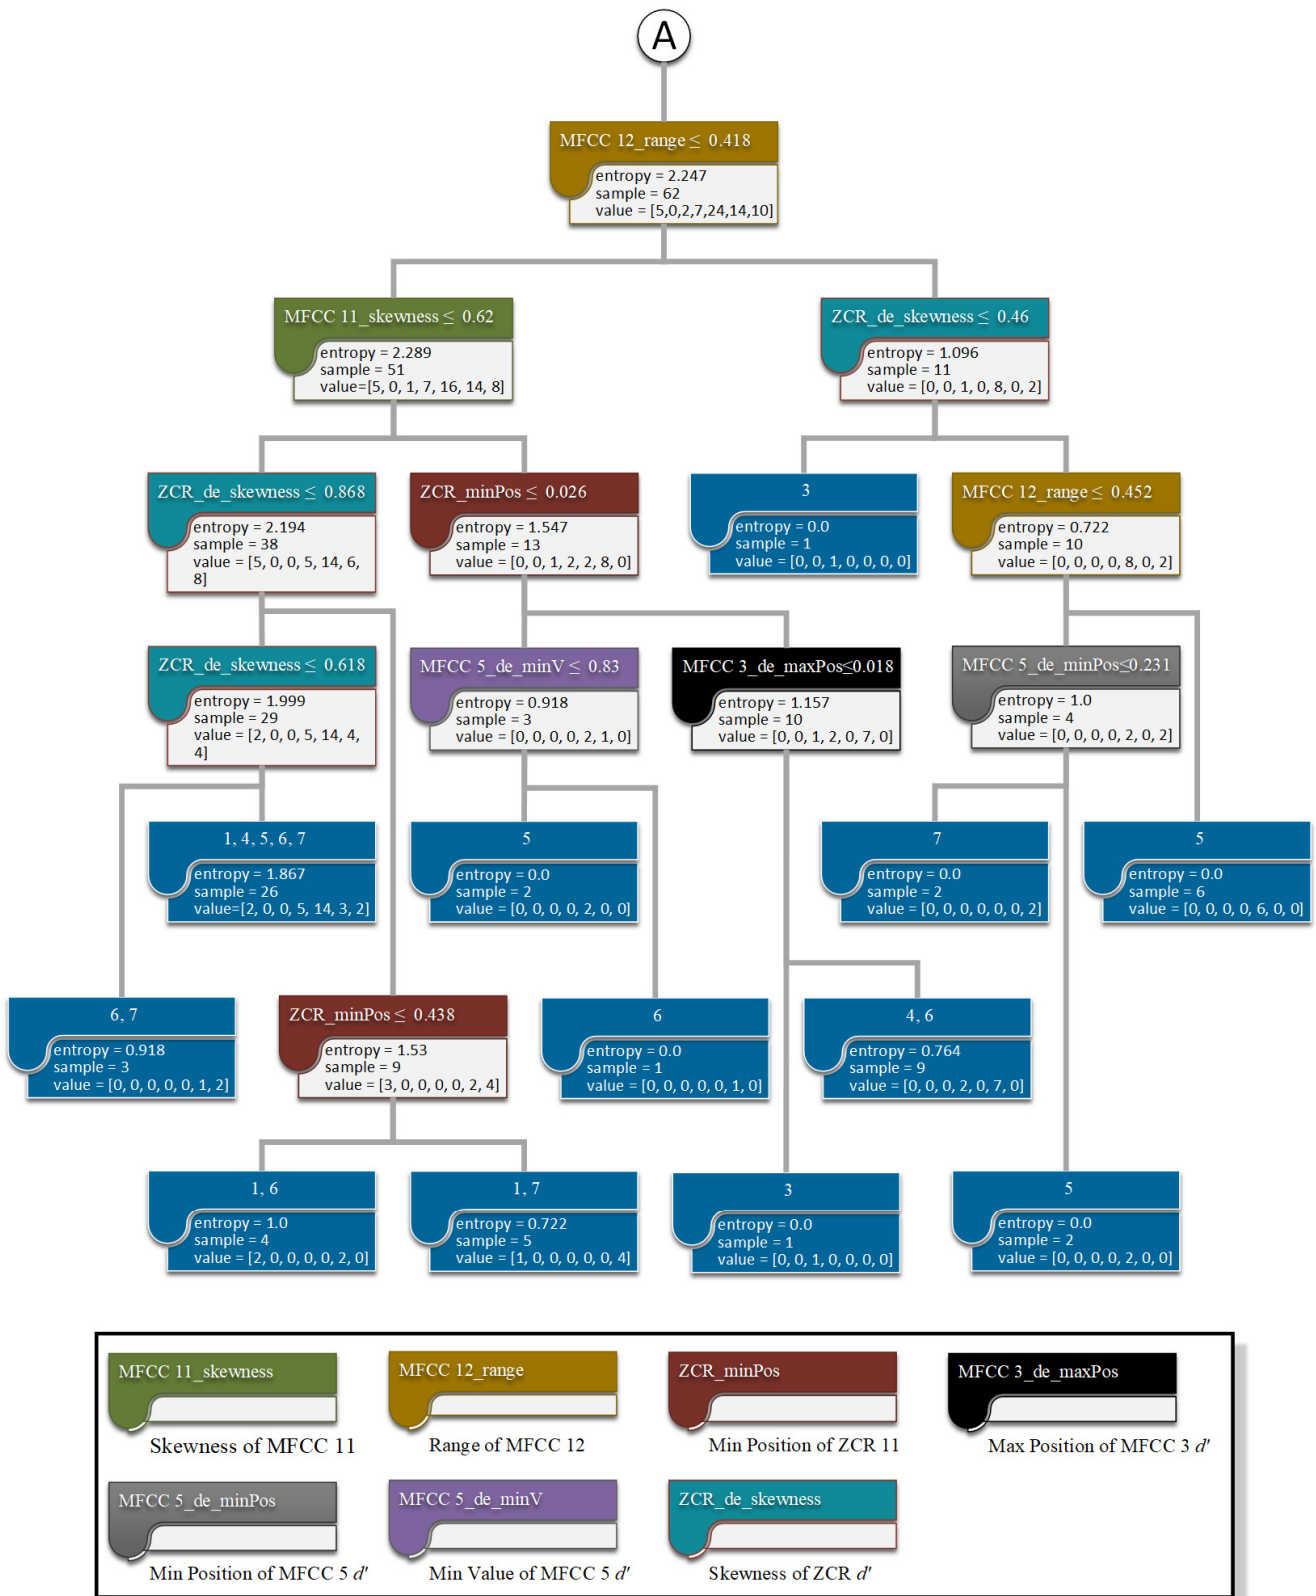 A
MFCC 12_range ≤ 0.418
entropy = 2.247
sample = 62
value = [5,0,2,7,24,14,10]
MFCC 11_skewness ≤ 0.62
entropy = 2.289
sample = 51
value=[5, 0, 1, 7, 16, 14, 8]
ZCR_de_skewness ≤ 0.46
entropy = 1.096
sample = 11
value = [0, 0, 1, 0, 8, 0, 2]
ZCR_de_skewness ≤ 0.868
entropy = 2.194
sample = 38
value = [5, 0, 0, 5, 14, 6,
8]
ZCR_minPos ≤ 0.026
entropy = 1.547
sample = 13
value = [0, 0, 1, 2, 2, 8, 0]
3
entropy = 0.0
sample = 1
value = [0, 0, 1, 0, 0, 0, 0]
MFCC 12_range ≤ 0.452
entropy = 0.722
sample = 10
value = [0, 0, 0, 0, 8, 0, 2]
ZCR_de_skewness ≤ 0.618
entropy = 1.999
sample = 29
value = [2, 0, 0, 5, 14, 4,
4]
MFCC 5_de_minV ≤ 0.83
entropy = 0.918
sample = 3
value = [0, 0, 0, 0, 2, 1, 0]
MFCC 3_de_maxPos≤0.018
entropy = 1.157
sample = 10
value = [0, 0, 1, 2, 0, 7, 0]
MFCC 5_de_minPos≤0.231
entropy = 1.0
sample = 4
value = [0, 0, 0, 0, 2, 0, 2]
1, 4, 5, 6, 7
entropy = 1.867
sample = 26
value=[2, 0, 0, 5, 14, 3, 2]
5
entropy = 0.0
sample = 2
value = [0, 0, 0, 0, 2, 0, 0]
7
entropy = 0.0
sample = 2
value = [0, 0, 0, 0, 0, 0, 2]
5
entropy = 0.0
sample = 6
value = [0, 0, 0, 0, 6, 0, 0]
6, 7
entropy = 0.918
sample = 3
value = [0, 0, 0, 0, 0, 1, 2]
ZCR_minPos ≤ 0.438
entropy = 1.53
sample = 9
value = [3, 0, 0, 0, 0, 2, 4]
6
entropy = 0.0
sample = 1
value = [0, 0, 0, 0, 0, 1, 0]
4, 6
entropy = 0.764
sample = 9
value = [0, 0, 0, 2, 0, 7, 0]
1, 6
entropy = 1.0
sample = 4
value = [2, 0, 0, 0, 0, 2, 0]
1, 7
entropy = 0.722
sample = 5
value = [1, 0, 0, 0, 0, 0, 4]
3
entropy = 0.0
sample = 1
value = [0, 0, 1, 0, 0, 0, 0]
5
entropy = 0.0
sample = 2
value = [0, 0, 0, 0, 2, 0, 0]
MFCC 11_skewness
Skewness of MFCC 11
MFCC 12_range
Range of MFCC 12
ZCR_minPos
Min Position of ZCR 11
MFCC 3_de_maxPos
Max Position of MFCC 3 d'
MFCC 5_de_minPos
Min Position of MFCC 5 d'
MFCC 5_de_minV
Min Value of MFCC 5 d'
ZCR_de_skewness
Skewness of ZCR d'